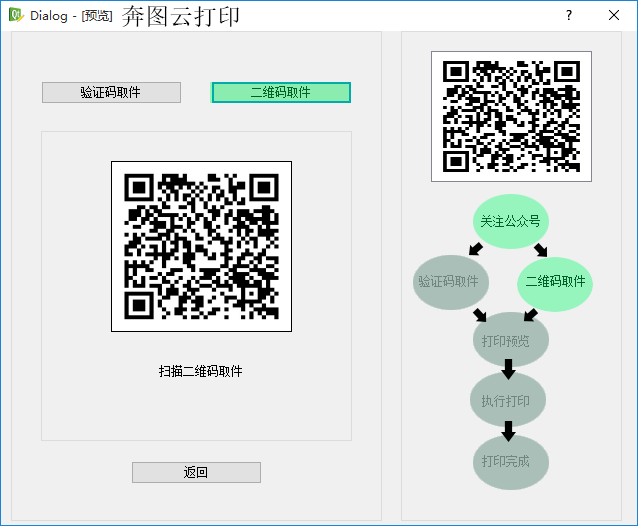 Dialog - [预览] 奔图云打印
验证码取件
二维码取件
扫描二维码取件
返回
关注公众号
验证码取件
二维码取件
打印预览
执行打印
打印完成